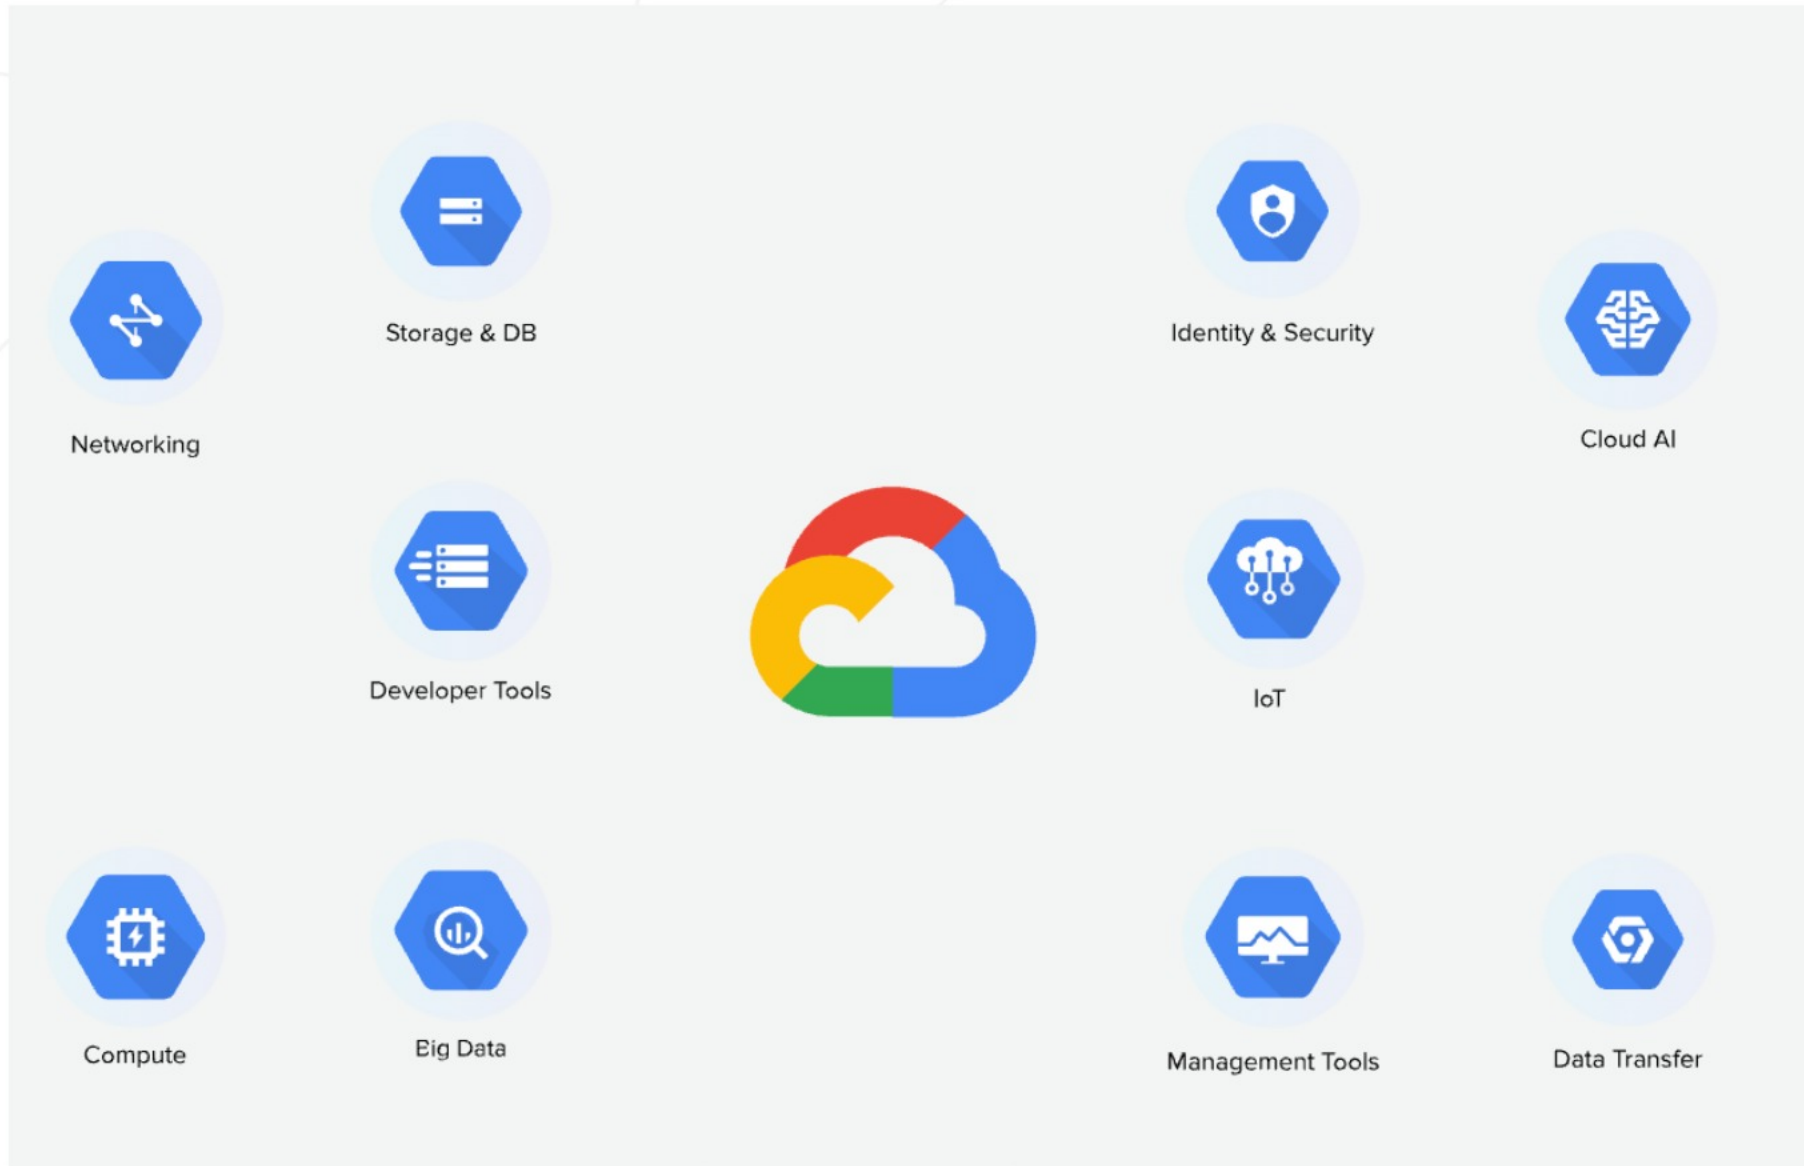 Storage & DB
Identity & Security
Networking
Cloud AI
Developer Tools
IoT
Compute
Big Data
Management Tools
Data Transfer